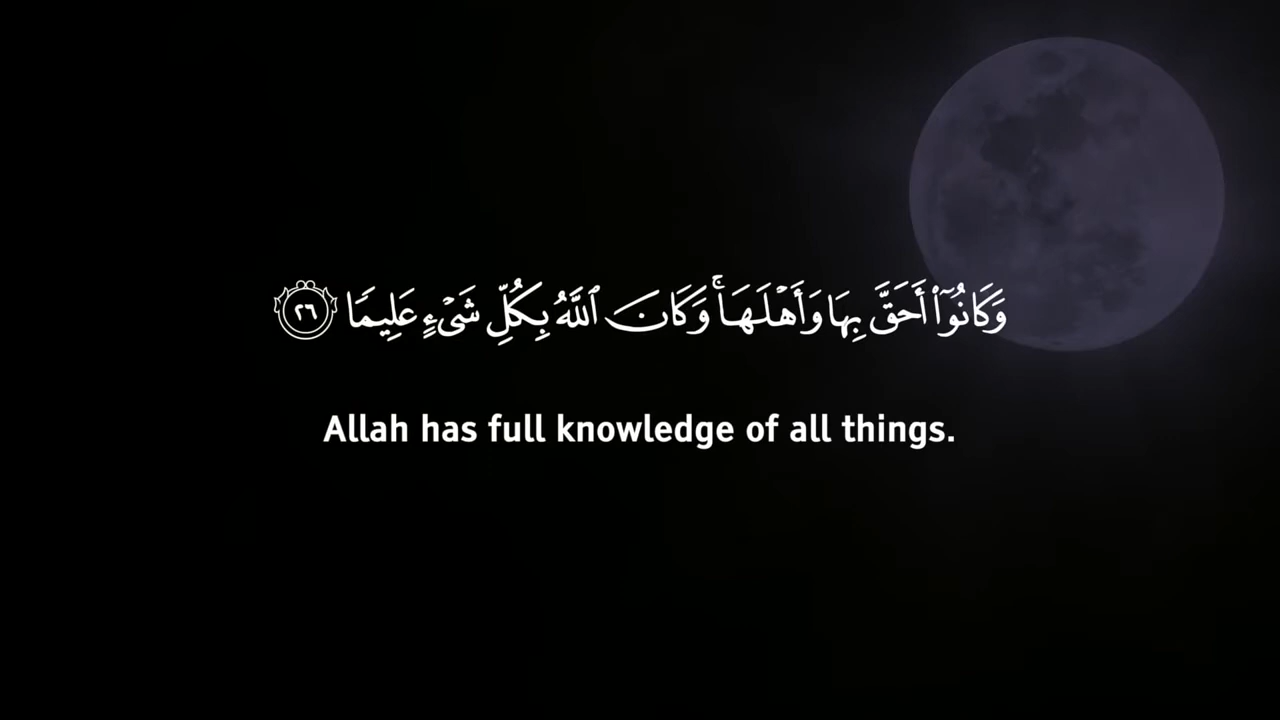 وَكَانُوٓا۟ أَحَقَّ بِهَا وَأَهْلَهَا ۚ وَكَانَ ٱللَّهُ بِكُلِّ شَىْءٍ عَلِيمًا ٢٦
Allah has full knowledge of all things.